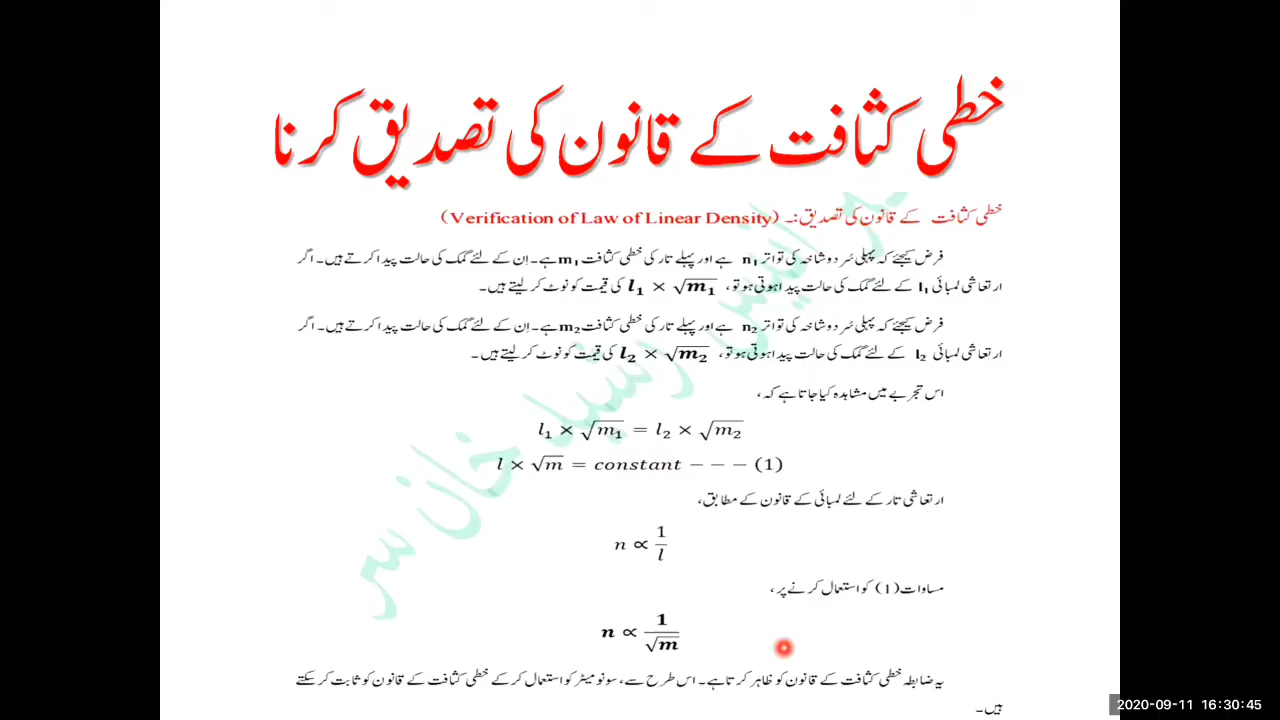 خطی کثافت کے قانون کی تصدیق کرنا
خطی کثافت کے قانون کی تصدیق:۔ (Verification of Law of Linear Density)
فرض کیجئے کہ پہلی سُر دو شاخہ کی تواتر n₁ ہے اور پہلے تار کی خطی کثافت m₁ ہے۔ اِن کے لئے گمک کی حالت پیدا کرتے ہیں۔ اگر
ارتعاشی لمبائی l₁ کے لئے گمک کی حالت پیدا ہوتی ہو تو، l₁ × √m₁ کی قیمت کو نوٹ کر لیتے ہیں۔
فرض کیجئے کہ پہلی سُر دو شاخہ کی تواتر n₂ ہے اور پہلے تار کی خطی کثافت m₂ ہے۔ اِن کے لئے گمک کی حالت پیدا کرتے ہیں۔ اگر
ارتعاشی لمبائی l₂ کے لئے گمک کی حالت پیدا ہوتی ہو تو، l₂ × √m₂ کی قیمت کو نوٹ کر لیتے ہیں۔
اس تجربے میں مشاہدہ کیا جاتا ہے کہ،
l₁ × √m₁ = l₂ × √m₂
l × √m = constant − − − (1)
ارتعاشی تار کے لئے لمبائی کے قانون کے مطابق،
n ∝ 1/l
مساوات (1) کو استعمال کرنے پر،
n ∝ 1/√m
یہ ضابطہ خطی کثافت کے قانون کو ظاہر کرتا ہے۔ اس طرح سے، سونومیٹر کو استعمال کر کے خطی کثافت کے قانون کو ثابت کر سکتے
ہیں۔
رشید خان سر
2020-09-11 16:30:45